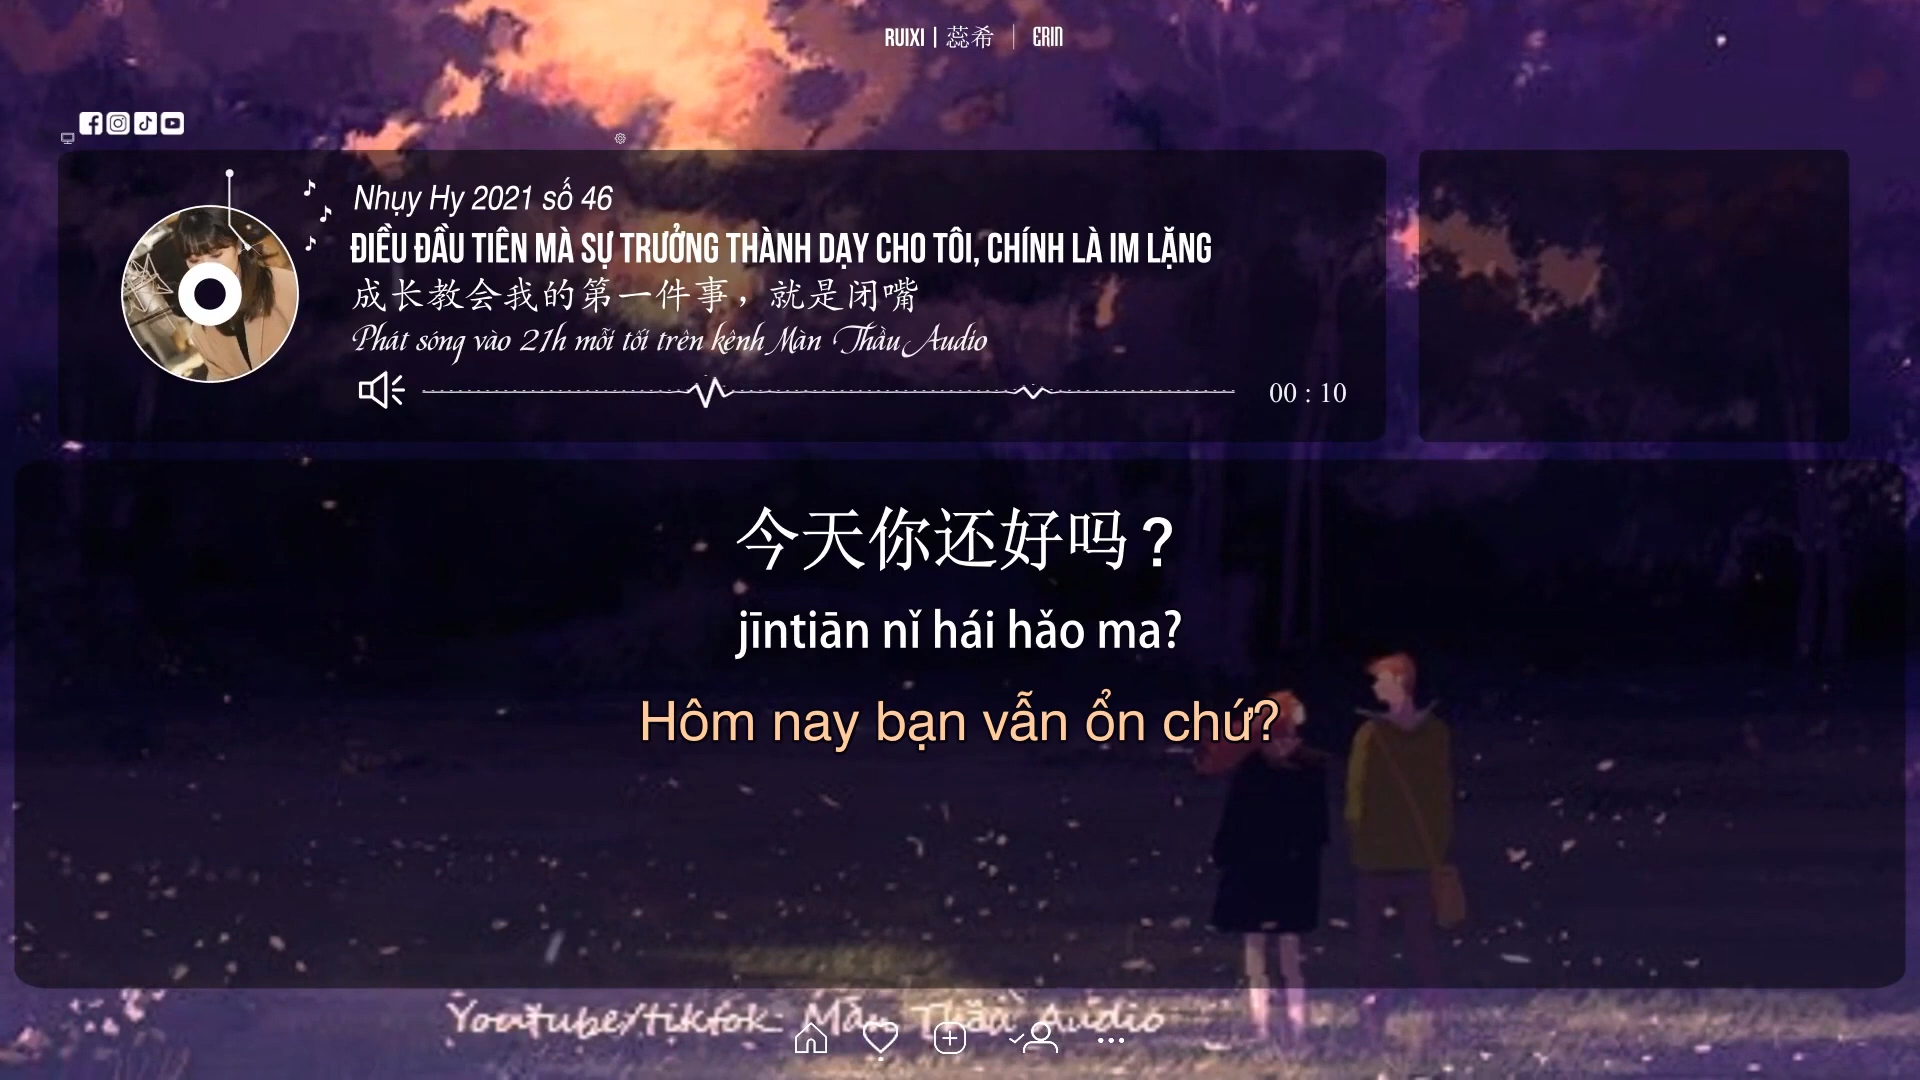 RUIXI | 蕊希 | ERIN
Nhụy Hy 2021 số 46
ĐIỀU ĐẦU TIÊN MÀ SỰ TRƯỞNG THÀNH DẠY CHO TÔI, CHÍNH LÀ IM LẶNG
成长教会我的第一件事，就是闭嘴
Phát sóng vào 21h mỗi tối trên kênh Màn Thầu Audio
00 : 10
今天你还好吗？
jīntiān nǐ hái hǎo ma?
Hôm nay bạn vẫn ổn chứ?
Youtube/tiktok: Màn Thầu Audio